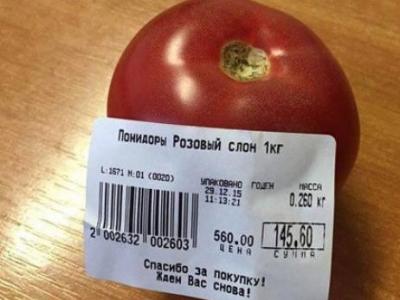 Помидоры Розовый слон 1кг
L:1671 M:01 (0020)
УПАКОВАНО ГОДЕН МАССА
29.12.15 0.260 кг
11:13:21
2 002632 002603
560.00 145,60
ЦЕНА СУММА
Спасибо за покупку!
Ждем Вас снова!